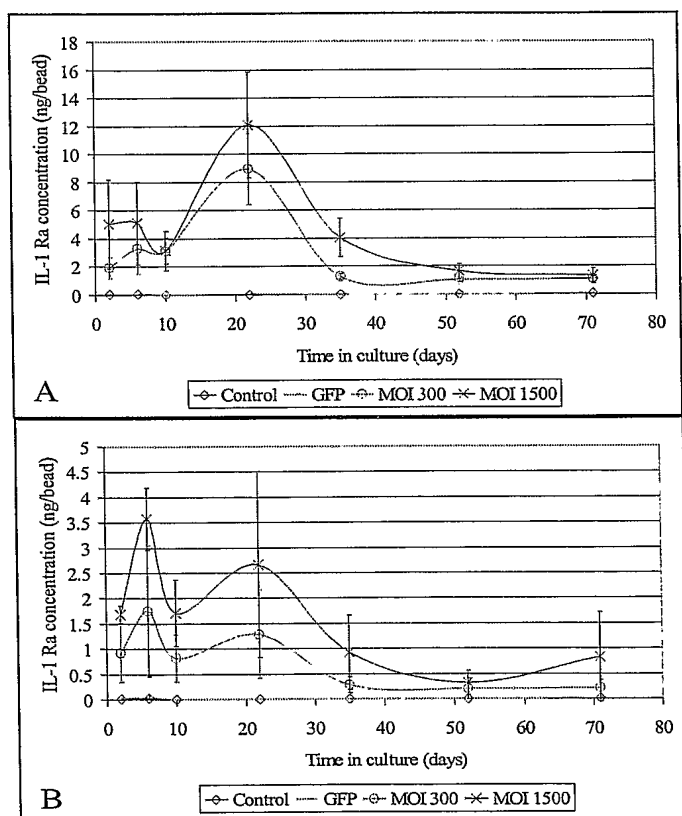 18
16
14
12
10
8
6
4
2
0
IL-1 Ra concentration (ng/bead)
0 10 20 30 40 50 60 70 80
Time in culture (days)
A
Control GFP MOI 300 MOI 1500
5
4.5
4
3.5
3
2.5
2
1.5
1
0.5
0
IL-1 Ra concentration (ng/bead)
0 10 20 30 40 50 60 70 80
Time in culture (days)
B
Control GFP MOI 300 MOI 1500